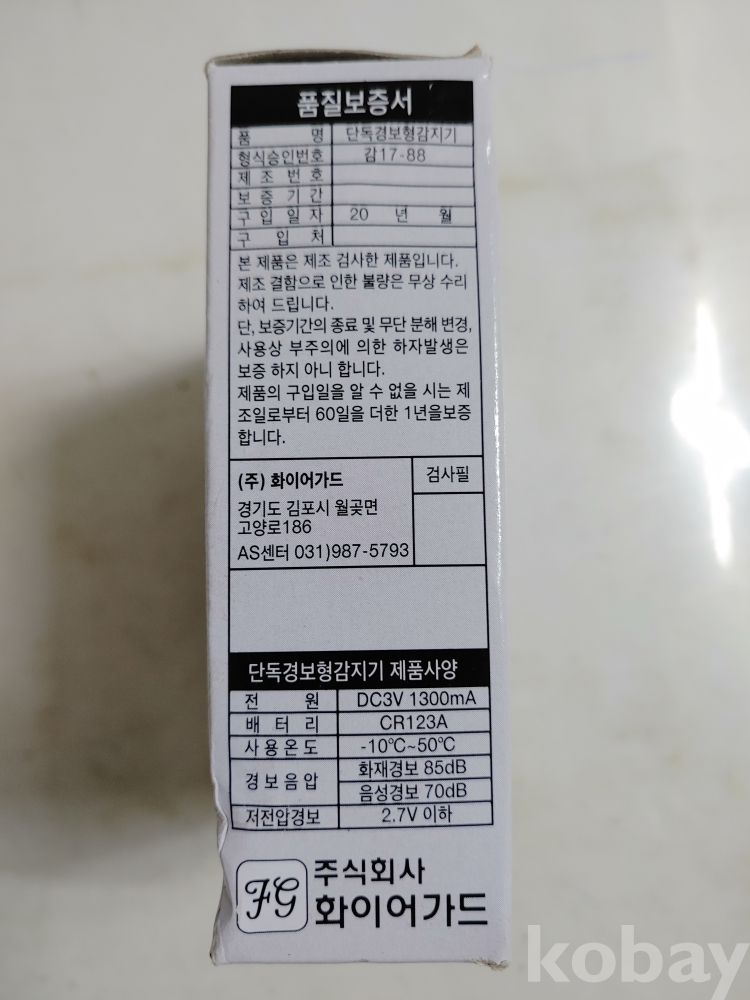 품질보증서
품 명 단독경보형감지기
형식승인번호 감17-88
제 조 번 호
보 증 기 간
구 입 일 자 20 년 월
구 입 처
본 제품은 제조 검사한 제품입니다.
제조 결함으로 인한 불량은 무상 수리
하여 드립니다.
단, 보증기간의 종료 및 무단 분해 변경,
사용상 부주의에 의한 하자발생은
보증 하지 아니 합니다.
제품의 구입일을 알 수 없을 시는 제
조일로부터 60일을 더한 1년을보증
합니다.
(주) 화이어가드 검사필
경기도 김포시 월곶면
고양로186
AS센터 031)987-5793
단독경보형감지기 제품사양
전 원 DC3V 1300mA
배 터 리 CR123A
사 용 온 도 -10℃~50℃
경 보 음 압 화재경보 85dB
음성경보 70dB
저전압경보 2.7V 이하
FG 주식회사
화이어가드
kobay